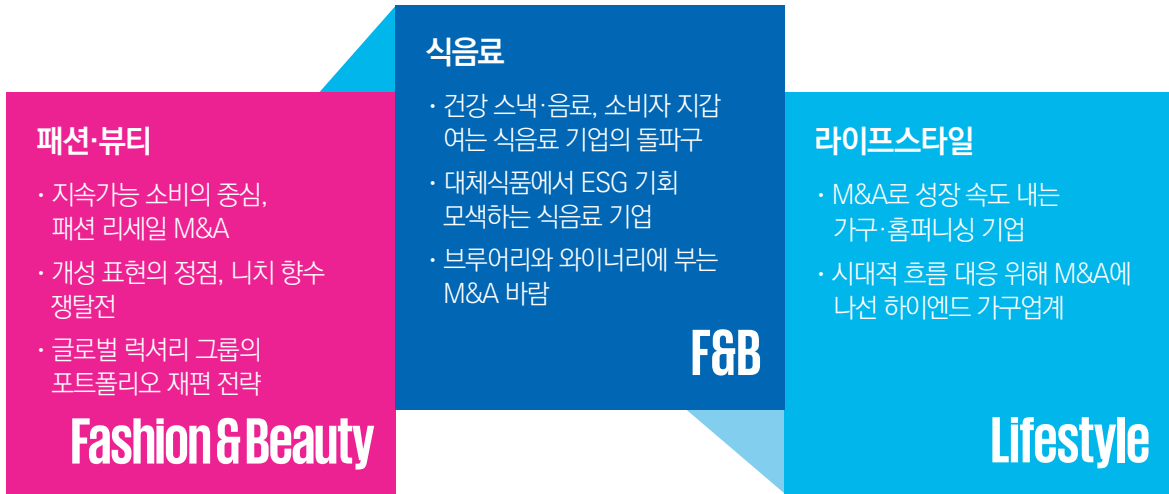 패션·뷰티
· 지속가능 소비의 중심,
패션 리세일 M&A
· 개성 표현의 정점, 니치 향수
쟁탈전
· 글로벌 럭셔리 그룹의
포트폴리오 재편 전략
Fashion & Beauty
식음료
· 건강 스낵·음료, 소비자 지갑
여는 식음료 기업의 돌파구
· 대체식품에서 ESG 기회
모색하는 식음료 기업
· 브루어리와 와이너리에 부는
M&A 바람
F&B
라이프스타일
· M&A로 성장 속도 내는
가구·홈퍼니싱 기업
· 시대적 흐름 대응 위해 M&A에
나선 하이엔드 가구업계
Lifestyle